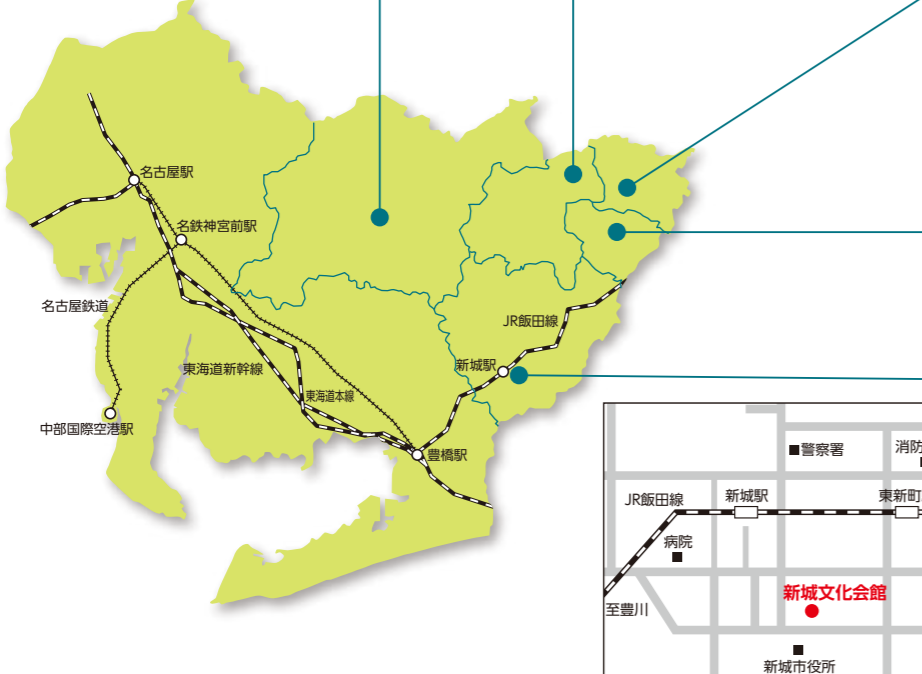 名古屋駅
名鉄神宮前駅
名古屋鉄道
JR飯田線
新城駅
東海道新幹線
東海道本線
中部国際空港駅
豊橋駅
警察署
消防
JR飯田線
新城駅
東新町
病院
新城文化会館
至豊川
新城市役所